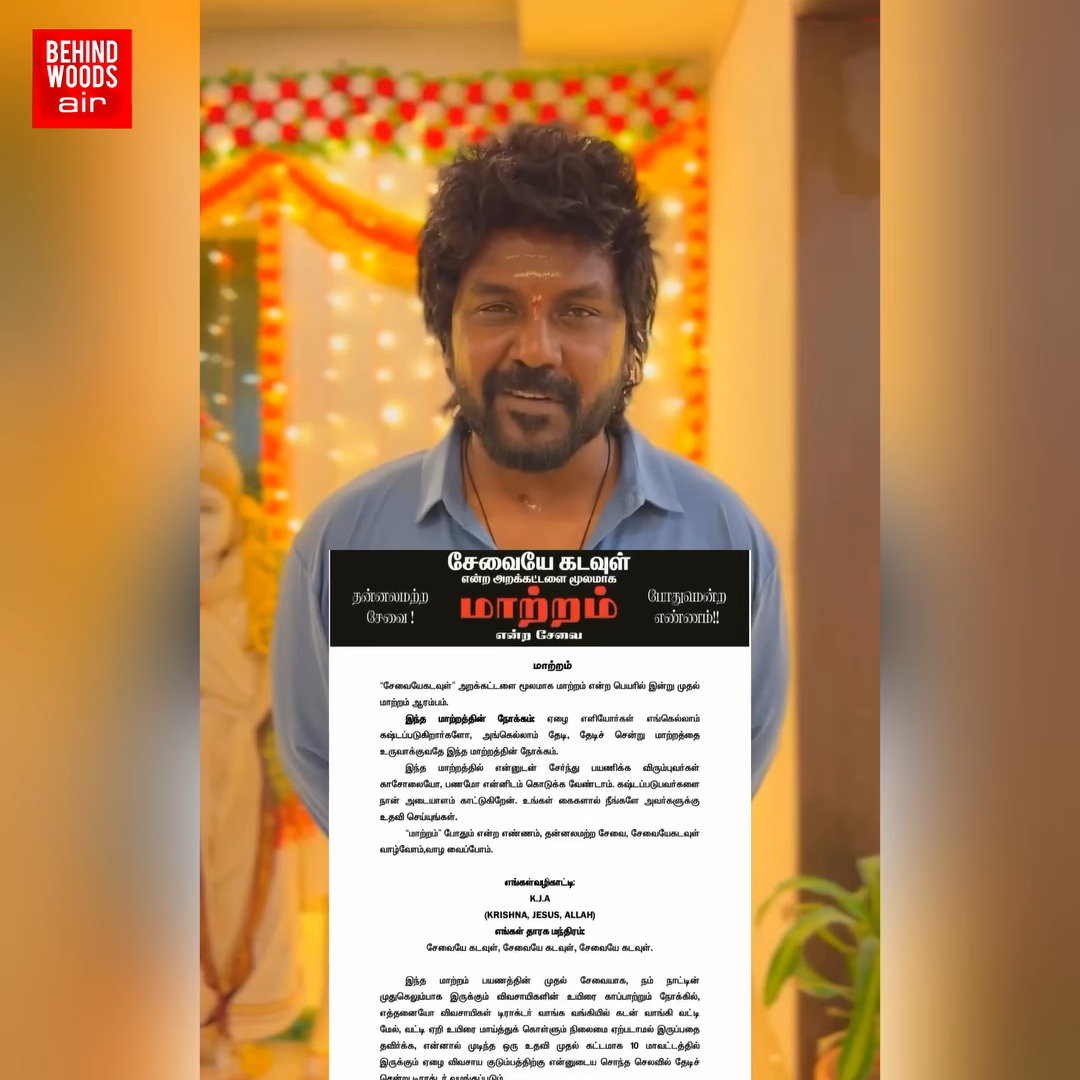 BEHIND
WOODS
air
சேவையே கடவுள்
என்ற அறக்கட்டளை மூலமாக
தன்னலமற்ற
சேவை !
மாற்றம்
போதுமென்ற
எண்ணம்!!
என்ற சேவை
மாற்றம்
"சேவையேகடவுள்" அறக்கட்டளை மூலமாக மாற்றம் என்ற பெயரில் இன்று முதல்
மாற்றம் ஆரம்பம்.
இந்த மாற்றத்தின் நோக்கம்: ஏழை எளியோர்கள் எங்கெல்லாம்
கஷ்டப்படுகிறார்களோ, அங்கெல்லாம் தேடி, தேடிச் சென்று மாற்றத்தை
உருவாக்குவதே இந்த மாற்றத்தின் நோக்கம்.
இந்த மாற்றத்தில் என்னுடன் சேர்ந்து பயணிக்க விரும்புவர்கள்
காசோலையோ, பணமோ என்னிடம் கொடுக்க வேண்டாம். கஷ்டப்படுபவர்களை
நான் அடையாளம் காட்டுகிறேன். உங்கள் கைகளால் நீங்களே அவர்களுக்கு
உதவி செய்யுங்கள்.
"மாற்றம்" போதும் என்ற எண்ணம், தன்னலமற்ற சேவை, சேவையேகடவுள்
வாழ்வோம்,வாழ வைப்போம்.
எங்கள்வழிகாட்டி:
K.J.A
(KRISHNA, JESUS, ALLAH)
எங்கள் தாரக மந்திரம்:
சேவையே கடவுள், சேவையே கடவுள், சேவையே கடவுள்.
இந்த மாற்றம் பயணத்தின் முதல் சேவையாக, நம் நாட்டின்
முதுகெலும்பாக இருக்கும் விவசாயிகளின் உயிரை காப்பாற்றும் நோக்கில்,
எத்தனையோ விவசாயிகள் டிராக்டர் வாங்க வங்கியில் கடன் வாங்கி வட்டி
மேல், வட்டி ஏறி உயிரை மாய்த்துக் கொள்ளும் நிலைமை ஏற்படாமல் இருப்பதை
தவிர்க்க, என்னால் முடிந்த ஒரு உதவி முதல் கட்டமாக 10 மாவட்டத்தில்
இருக்கும் ஏழை விவசாய குடும்பத்திற்கு என்னுடைய சொந்த செலவில் தேடிச்
சென்று டிராக்டர் வழங்கப்படும்.